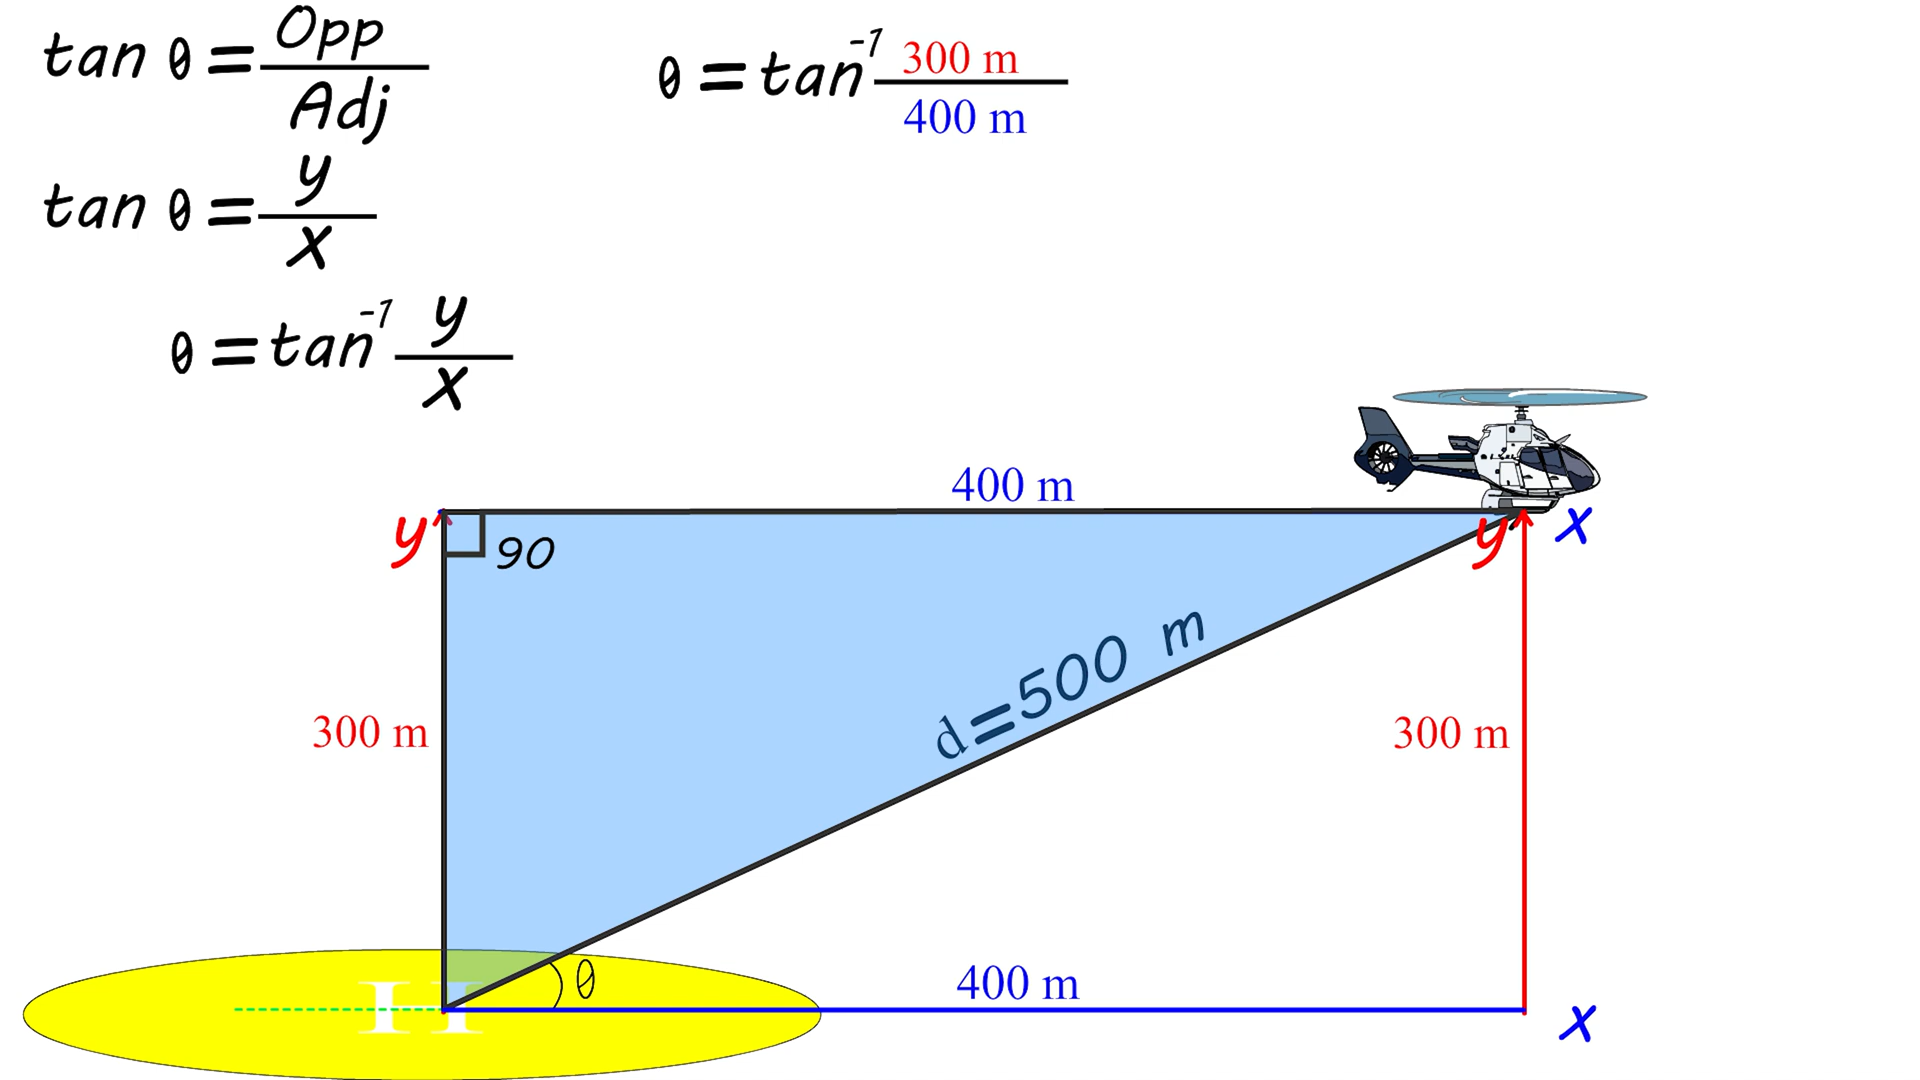 tan θ = Opp / Adj
θ = tan⁻¹ 300 m / 400 m
tan θ = y / x
θ = tan⁻¹ y / x
400 m
y
90
y
x
d=500 m
300 m
300 m
θ
400 m
H
x